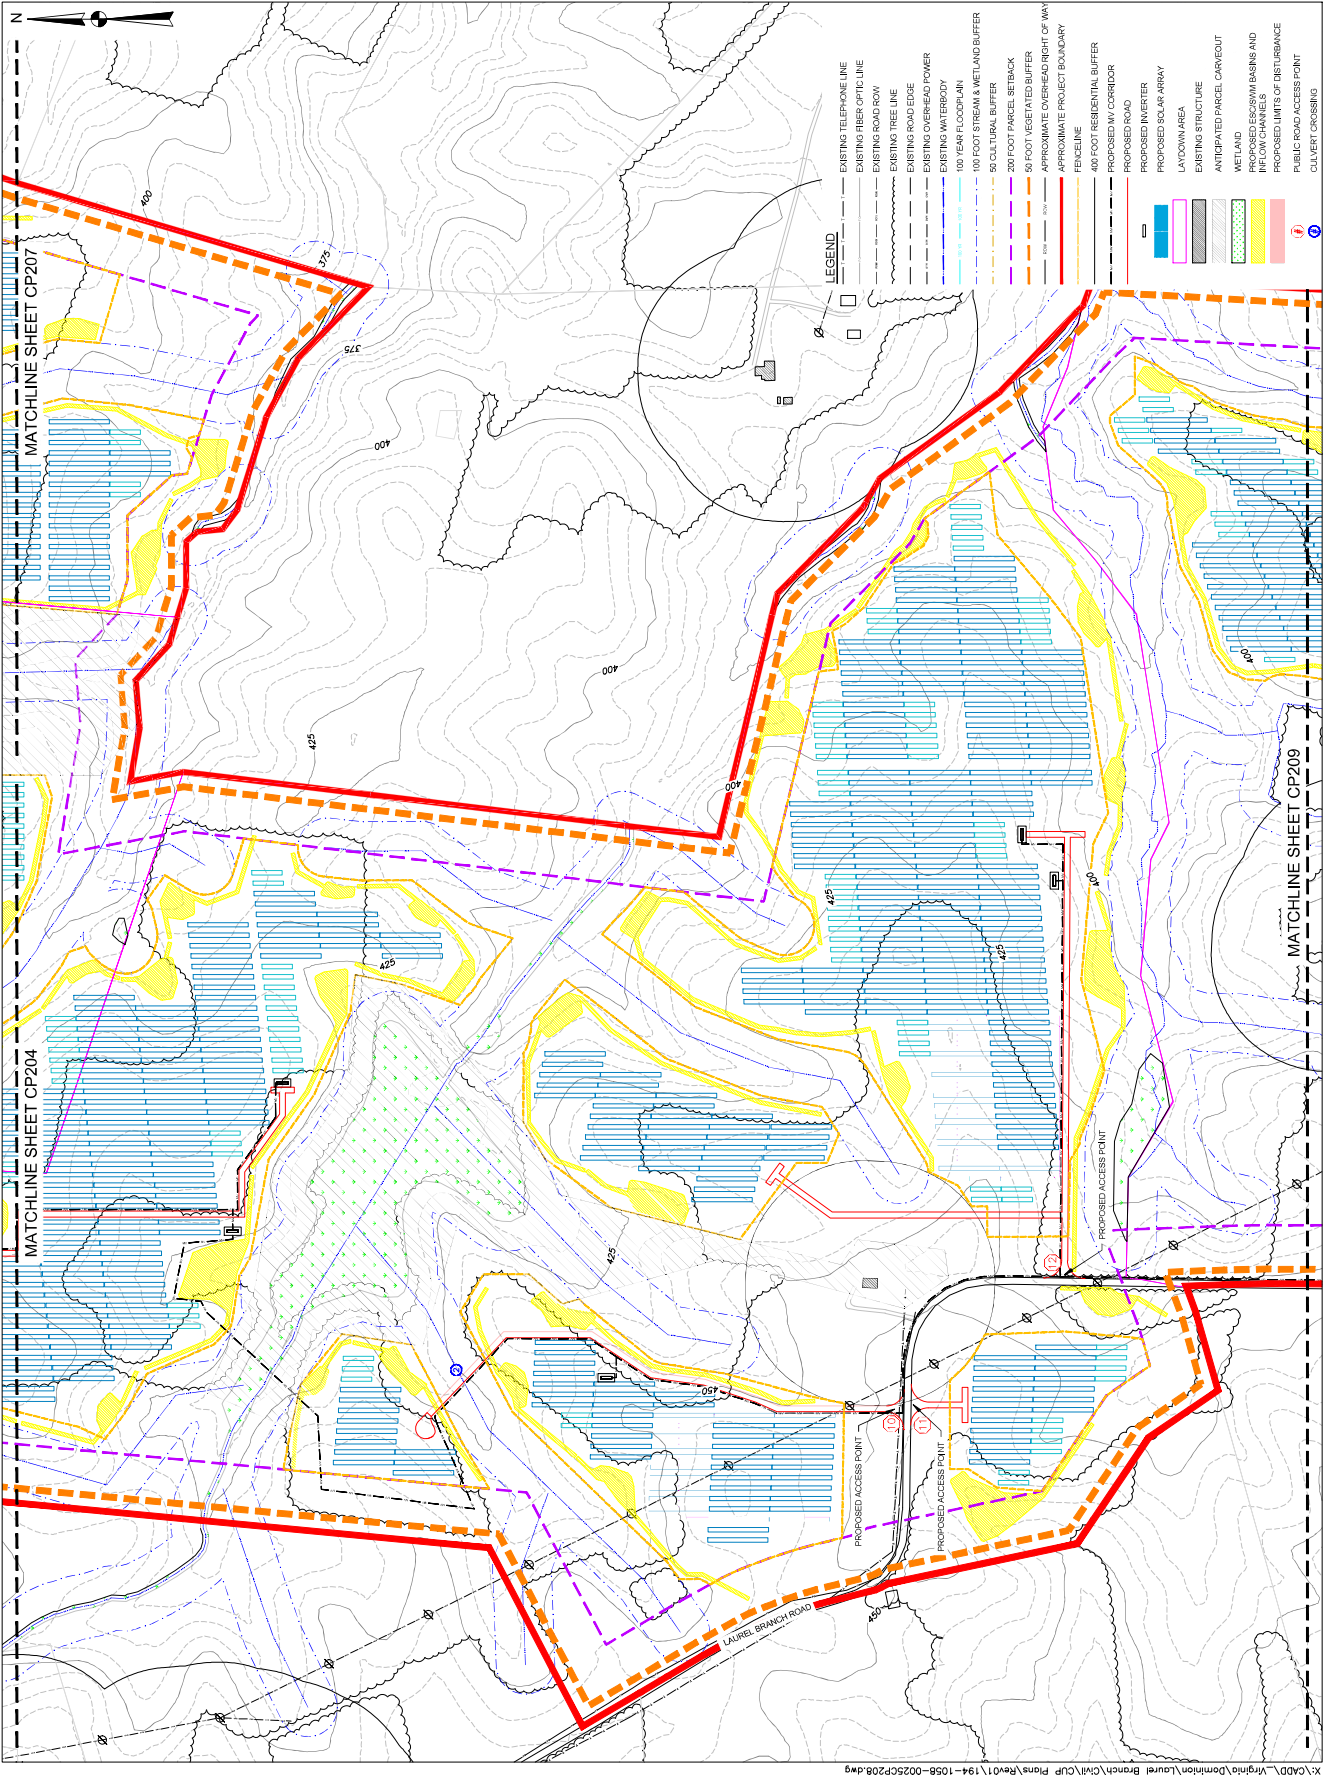 N
MATCHLINE SHEET CP207
MATCHLINE SHEET CP204
400
375
375
400
400
425
400
425
425
425
400
400
425
450
450
12
10
11
2
PROPOSED ACCESS POINT
PROPOSED ACCESS POINT
PROPOSED ACCESS POINT
LAUREL BRANCH ROAD
MATCHLINE SHEET CP209
LEGEND
EXISTING TELEPHONE LINE
EXISTING FIBER OPTIC LINE
EXISTING ROAD ROW
EXISTING TREE LINE
EXISTING ROAD EDGE
EXISTING OVERHEAD POWER
EXISTING WATERBODY
100 YEAR FLOODPLAIN
100 FOOT STREAM & WETLAND BUFFER
50 CULTURAL BUFFER
200 FOOT PARCEL SETBACK
50 FOOT VEGETATED BUFFER
APPROXIMATE OVERHEAD RIGHT OF WAY
APPROXIMATE PROJECT BOUNDARY
FENCELINE
400 FOOT RESIDENTIAL BUFFER
PROPOSED MV CORRIDOR
PROPOSED ROAD
PROPOSED INVERTER
PROPOSED SOLAR ARRAY
LAYDOWN AREA
EXISTING STRUCTURE
ANTICIPATED PARCEL CARVEOUT
WETLAND
PROPOSED ESC/SWM BASINS AND
INFLOW CHANNELS
PROPOSED LIMITS OF DISTURBANCE
PUBLIC ROAD ACCESS POINT
CULVERT CROSSING
X:\CADD\_Virginia\Dominion\Laurel Branch\Civil\CUP Plans\Rev01\194-1058-0025CP208.dwg